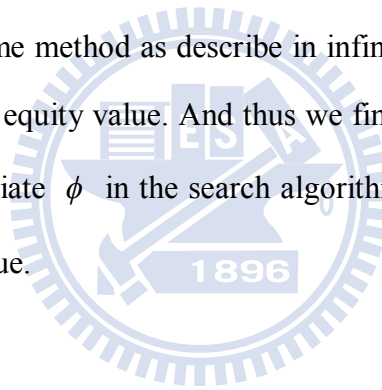 me method as describe in infin
equity value. And thus we fin
E S A
iate ϕ in the search algorith
ue.
1896